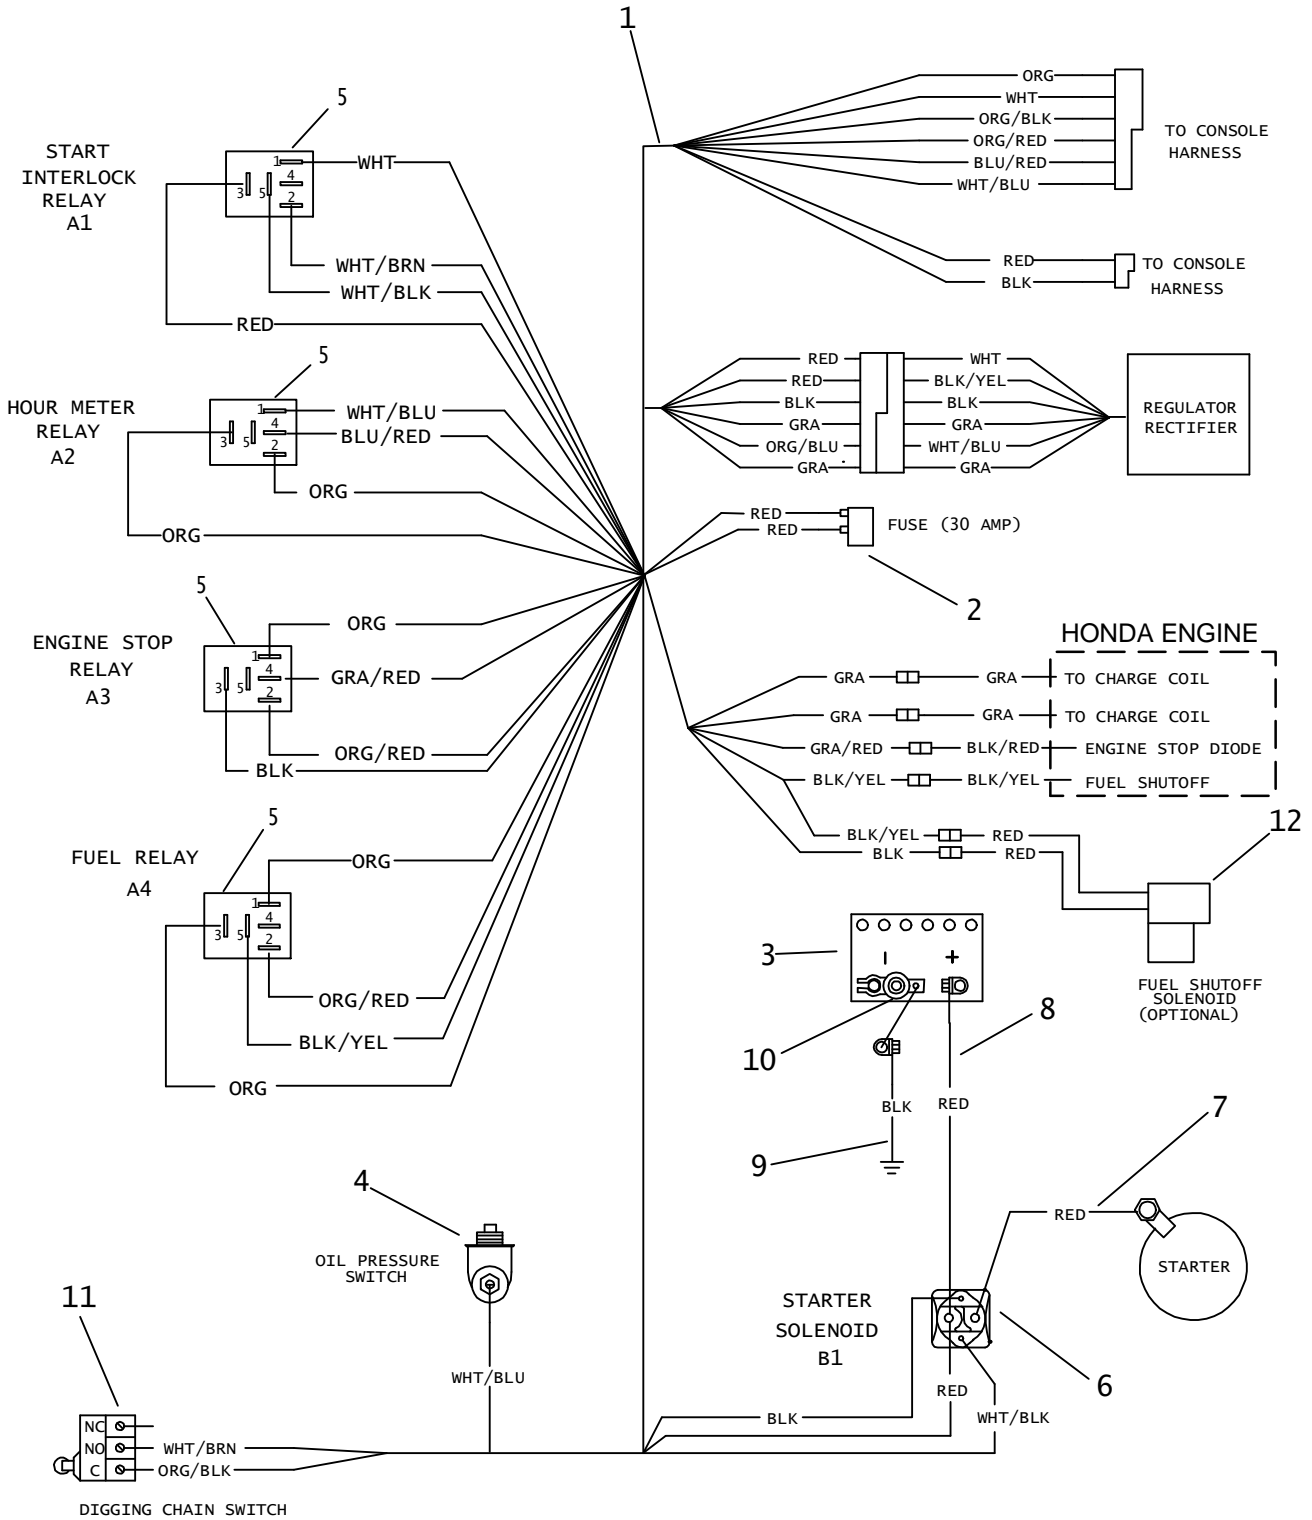 1
ORG
WHT
ORG/BLK
ORG/RED
BLU/RED
WHT/BLU
TO CONSOLE
HARNESS
RED
BLK
TO CONSOLE
HARNESS
5
START
INTERLOCK
RELAY
A1
1
4
2
3
5
WHT
WHT/BRN
WHT/BLK
RED
5
HOUR METER
RELAY
A2
1
4
2
3
5
WHT/BLU
BLU/RED
ORG
ORG
RED
RED
BLK
GRA
ORG/BLU
GRA
WHT
BLK/YEL
BLK
GRA
WHT/BLU
GRA
REGULATOR
RECTIFIER
RED
RED
FUSE (30 AMP)
2
5
ENGINE STOP
RELAY
A3
1
4
2
3
5
ORG
GRA/RED
ORG/RED
BLK
HONDA ENGINE
GRA
GRA
TO CHARGE COIL
GRA
GRA
TO CHARGE COIL
GRA/RED
BLK/RED
ENGINE STOP DIODE
BLK/YEL
BLK/YEL
FUEL SHUTOFF
BLK/YEL
RED
BLK
RED
12
FUEL SHUTOFF
SOLENOID
(OPTIONAL)
5
FUEL RELAY
A4
1
4
2
3
5
ORG
ORG/RED
BLK/YEL
ORG
3
-
+
10
8
BLK
RED
9
7
RED
STARTER
4
OIL PRESSURE
SWITCH
WHT/BLU
STARTER
SOLENOID
B1
6
RED
BLK
WHT/BLK
11
NC
NO
C
WHT/BRN
ORG/BLK
DIGGING CHAIN SWITCH